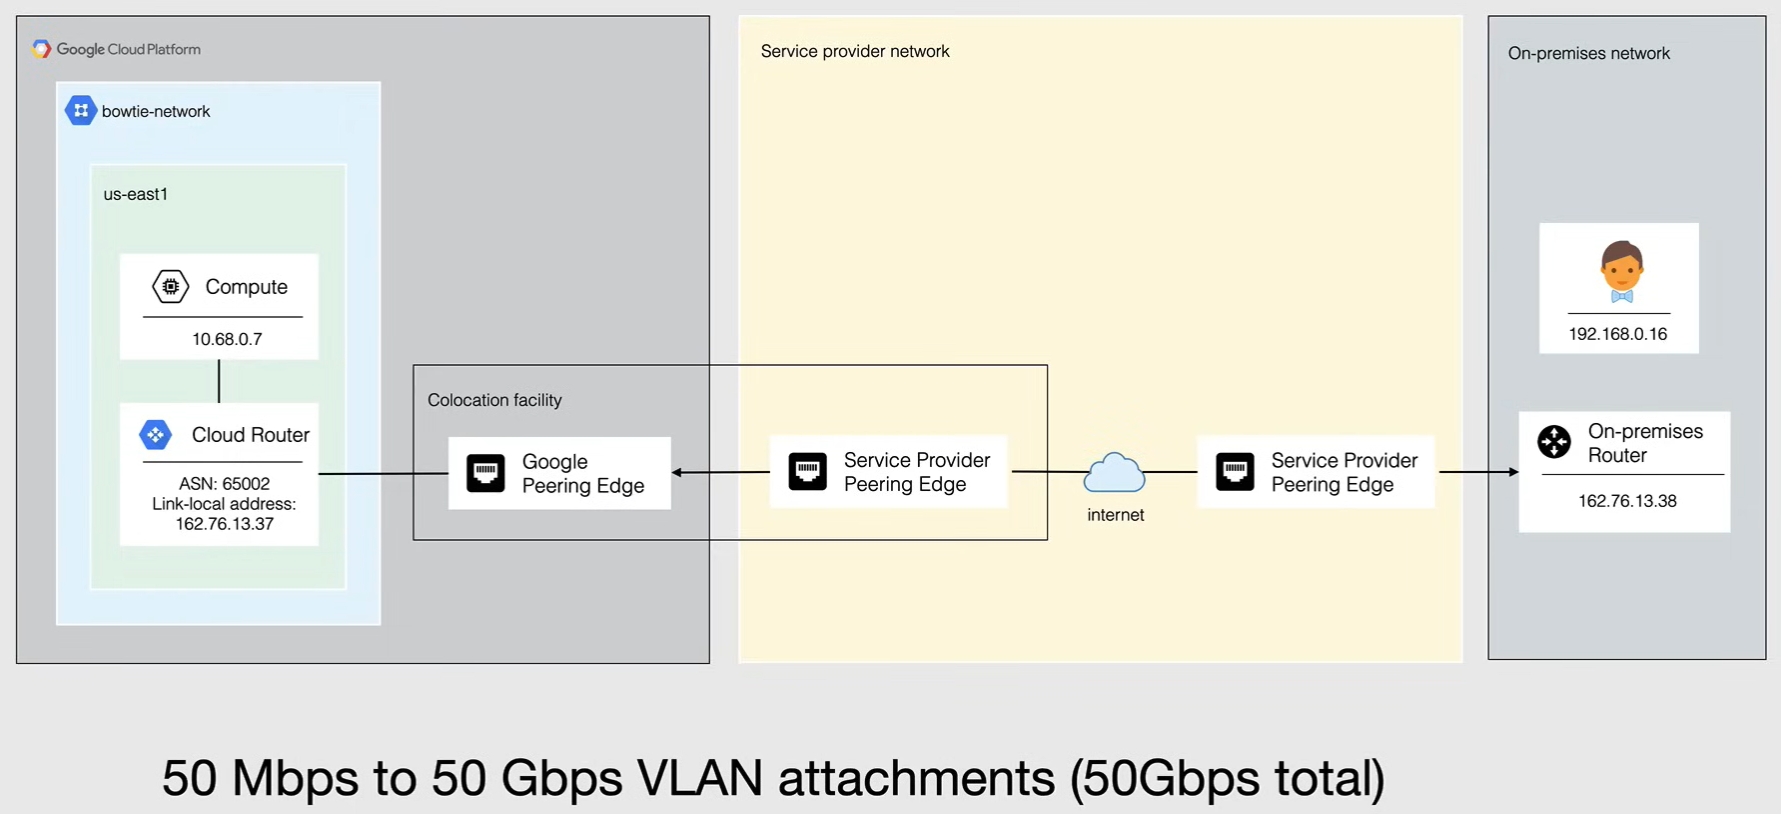 Google Cloud Platform
bowtie-network
us-east1
Compute
10.68.0.7
Cloud Router
ASN: 65002
Link-local address:
162.76.13.37
Colocation facility
Google
Peering Edge
Service provider network
Service Provider
Peering Edge
internet
Service Provider
Peering Edge
On-premises network
192.168.0.16
On-premises
Router
162.76.13.38
50 Mbps to 50 Gbps VLAN attachments (50Gbps total)